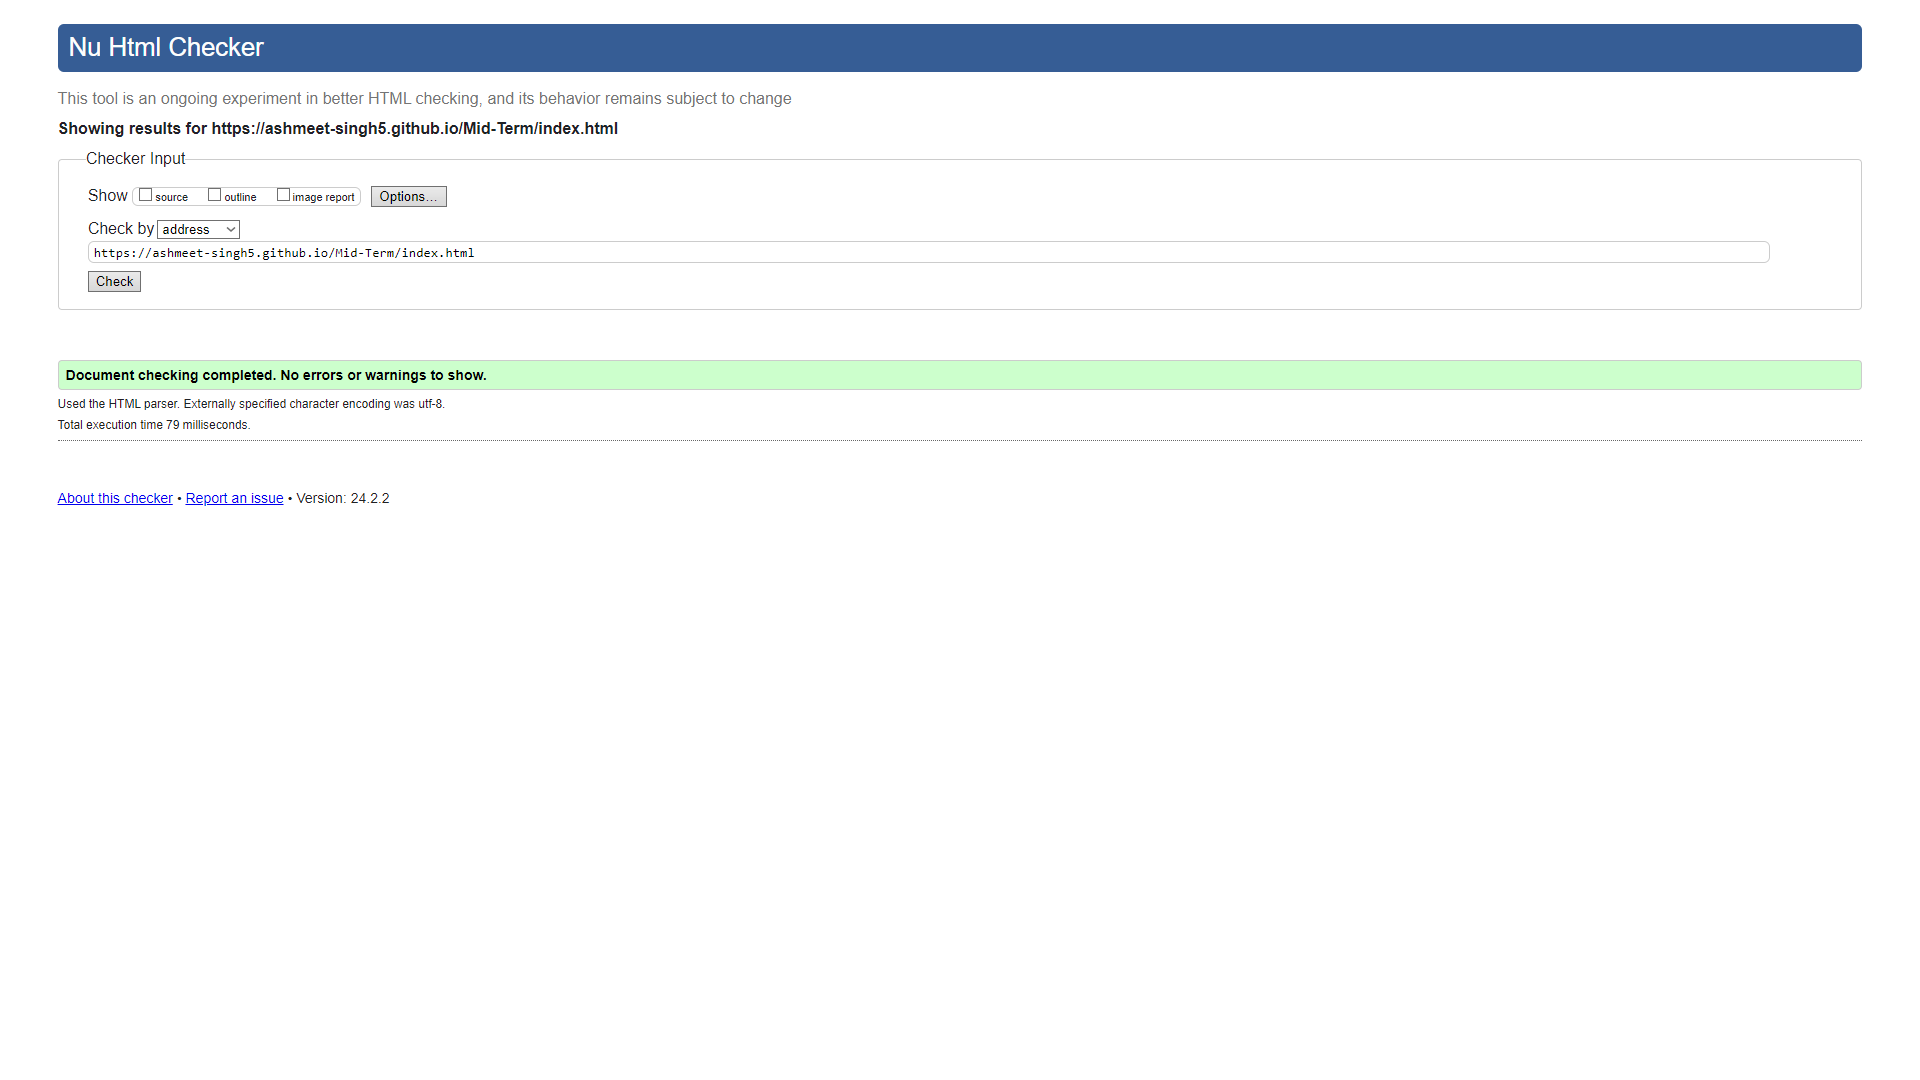 Nu Html Checker
This tool is an ongoing experiment in better HTML checking, and its behavior remains subject to change
Showing results for https://ashmeet-singh5.github.io/Mid-Term/index.html
Checker Input
Show source outline image report Options...
Check by address
https://ashmeet-singh5.github.io/Mid-Term/index.html
Check
Document checking completed. No errors or warnings to show.
Used the HTML parser. Externally specified character encoding was utf-8.
Total execution time 79 milliseconds.
About this checker • Report an issue • Version: 24.2.2